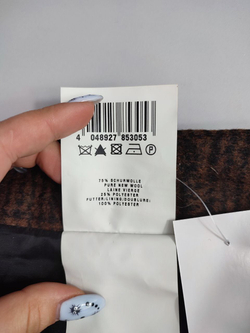 4 048927 853053
P
75% SCHURWOLLE
PURE NEW WOOL
LAINE VIERGE
25% POLYESTER
FUTTER/LINING/DOUBLURE:
100% POLYESTER